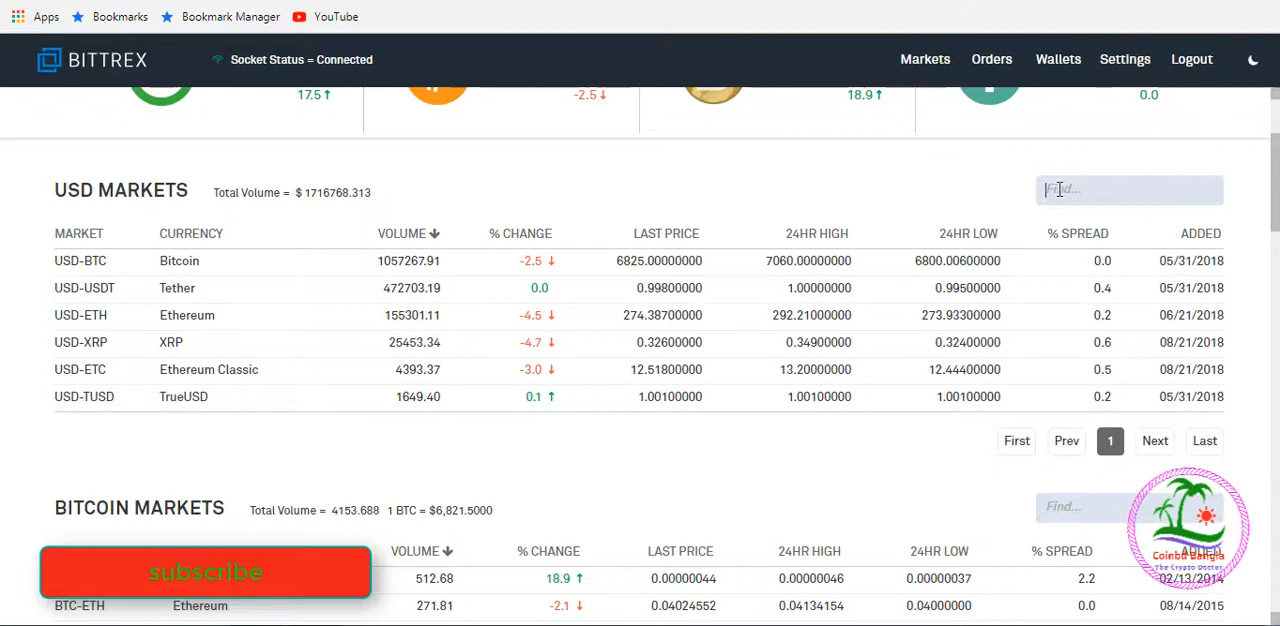 Apps Bookmarks Bookmark Manager YouTube
BITTREX Socket Status = Connected Markets Orders Wallets Settings Logout
17.5 ↑ -2.5 ↓ 18.9 ↑ 0.0
USD MARKETS Total Volume = $ 1716768.313 Find...
MARKET CURRENCY VOLUME ↓ % CHANGE LAST PRICE 24HR HIGH 24HR LOW % SPREAD ADDED
USD-BTC Bitcoin 1057267.91 -2.5 ↓ 6825.00000000 7060.00000000 6800.00600000 0.0 05/31/2018
USD-USDT Tether 472703.19 0.0 0.99800000 1.00000000 0.99500000 0.4 05/31/2018
USD-ETH Ethereum 155301.11 -4.5 ↓ 274.38700000 292.21000000 273.93300000 0.2 06/21/2018
USD-XRP XRP 25453.34 -4.7 ↓ 0.32600000 0.34900000 0.32400000 0.6 08/21/2018
USD-ETC Ethereum Classic 4393.37 -3.0 ↓ 12.51800000 13.20000000 12.44400000 0.5 08/21/2018
USD-TUSD TrueUSD 1649.40 0.1 ↑ 1.00100000 1.00100000 1.00100000 0.2 05/31/2018
First Prev 1 Next Last
BITCOIN MARKETS Total Volume = 1 BTC = $6,821.5000 Find...
VOLUME ↓ % CHANGE LAST PRICE 24HR HIGH 24HR LOW % SPREAD ADDED
Coinbd Bangla
The Crypto Doctor
subscribe
512.68 18.9 ↑ 0.00000044 0.00000046 0.00000037 2.2 02/13/2014
BTC-ETH Ethereum 271.81 -2.1 ↓ 0.04024552 0.04134154 0.04000000 0.0 08/14/2015